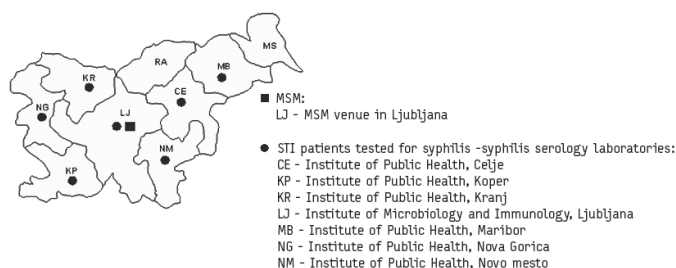 MS
RA
MB
KR
CE
NG
LJ
NM
KP
MSM:
LJ - MSM venue in Ljubljana
STI patients tested for syphilis -syphilis serology laboratories:
CE - Institute of Public Health, Celje
KP - Institute of Public Health, Koper
KR - Institute of Public Health, Kranj
LJ - Institute of Microbiology and Immunology, Ljubljana
MB - Institute of Public Health, Maribor
NG - Institute of Public Health, Nova Gorica
NM - Institute of Public Health, Novo mesto